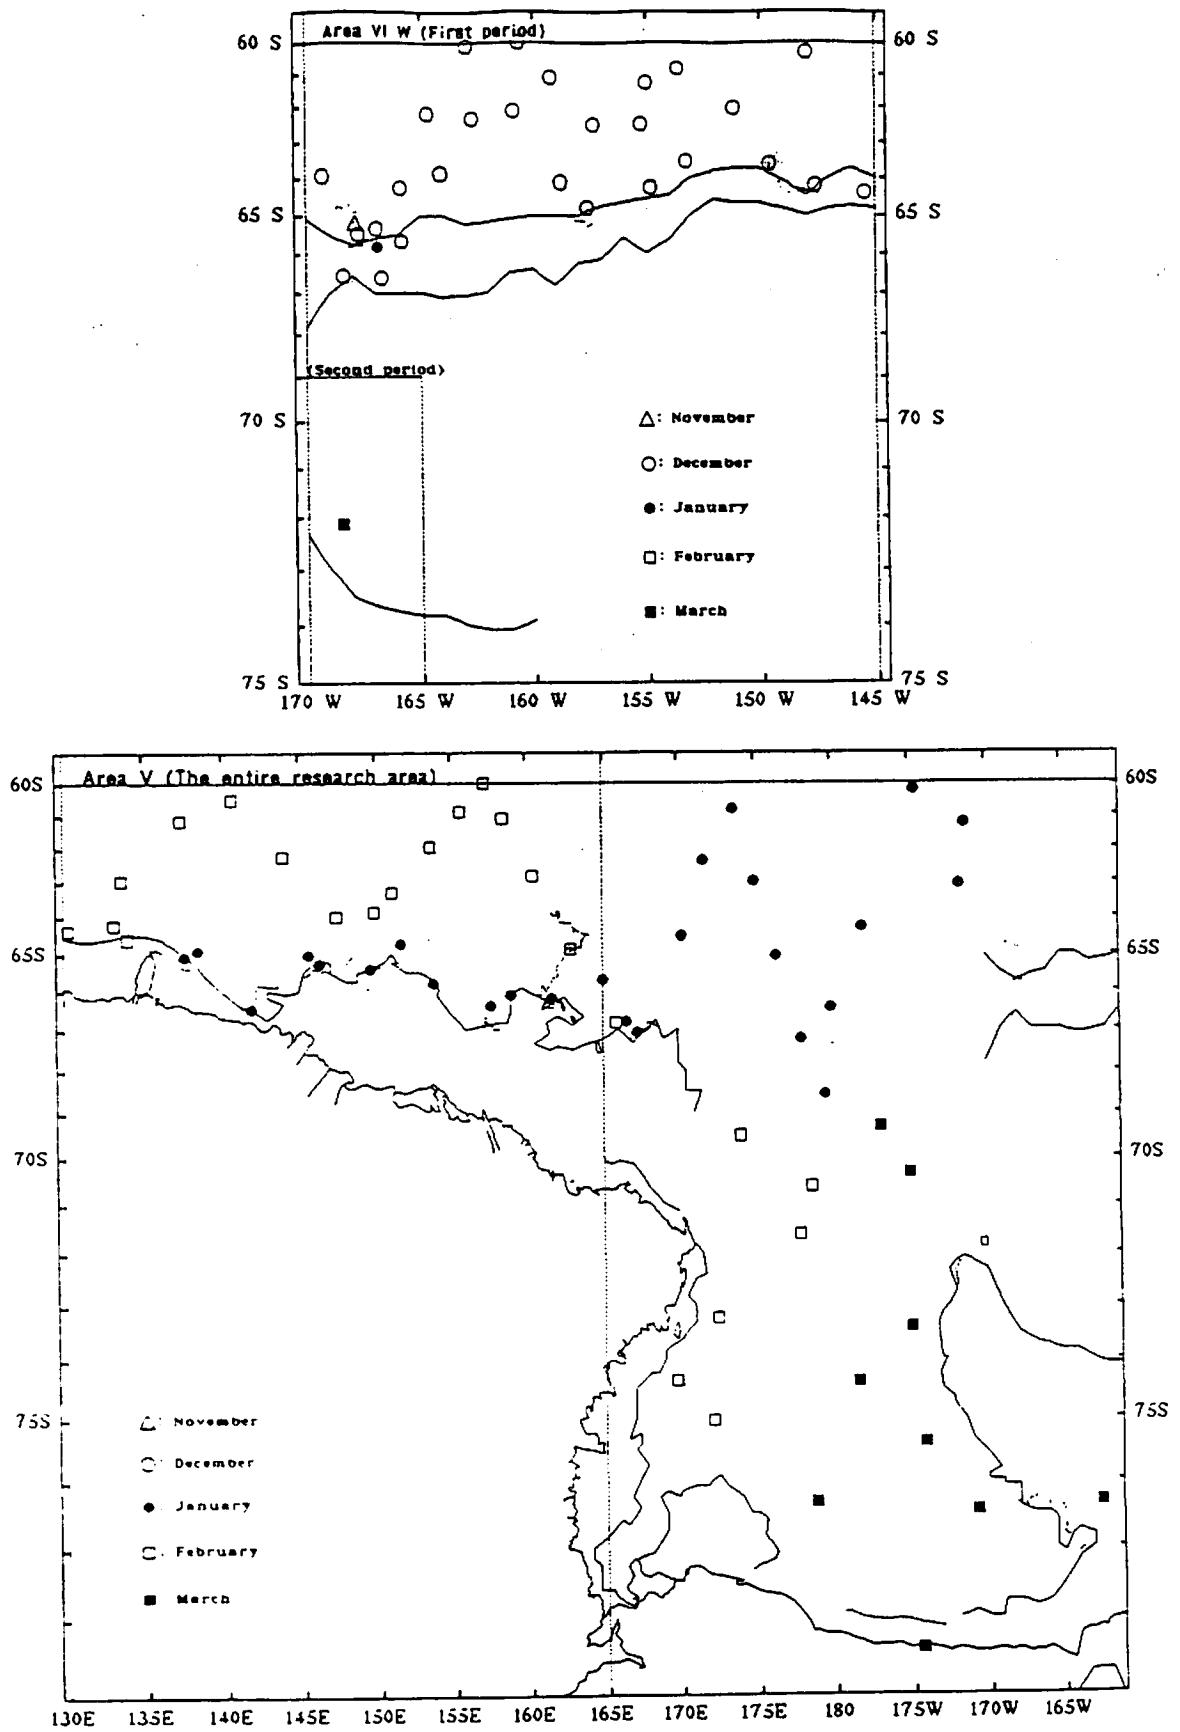 Area VI W (First period)
60 S
60 S
65 S
65 S
(Second period)
70 S
70 S
△: November
○: December
●: January
□: February
■: March
75 S
75 S
170 W 165 W 160 W 155 W 150 W 145 W
Area V (The entire research area)
60S
60S
65S
65S
70S
70S
75S
75S
△: November
○: December
●: January
□: February
■ March
130E 135E 140E 145E 150E 155E 160E 165E 170E 175E 180 175W 170W 165W